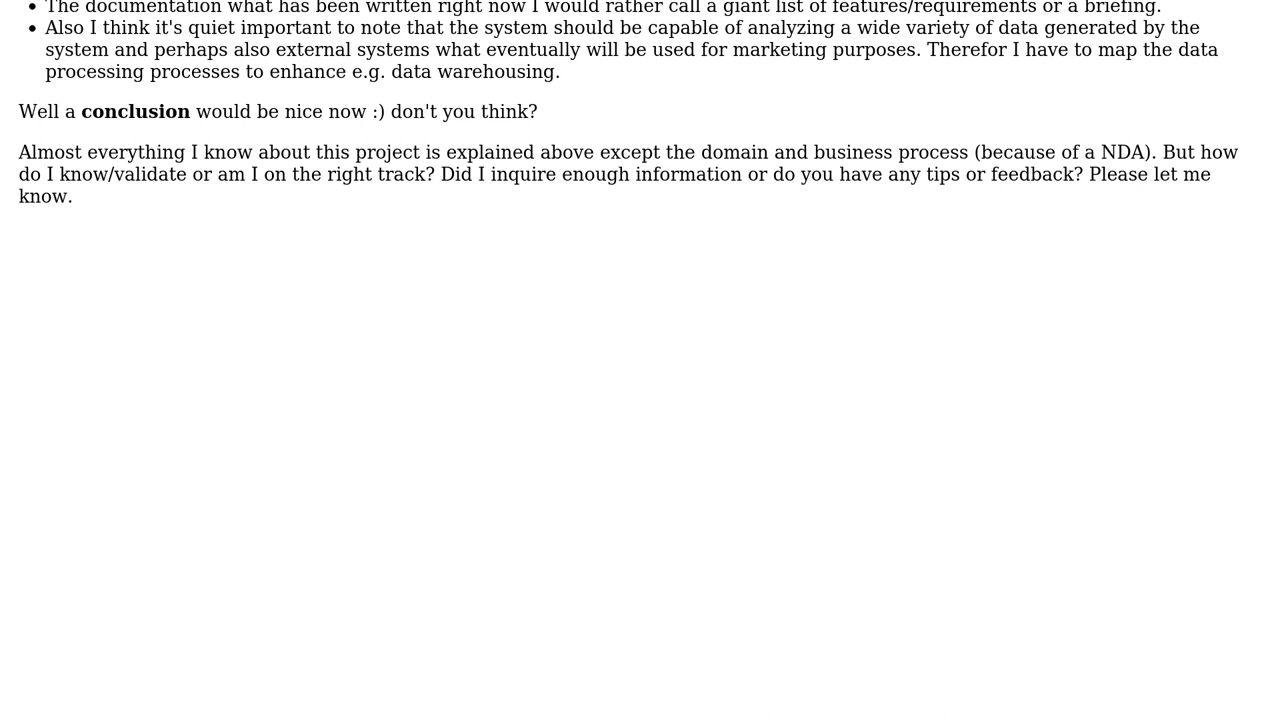 The documentation what has been written right now I would rather call a giant list of features/requirements or a briefing.
Also I think it's quiet important to note that the system should be capable of analyzing a wide variety of data generated by the
system and perhaps also external systems what eventually will be used for marketing purposes. Therefor I have to map the data
processing processes to enhance e.g. data warehousing.
Well a conclusion would be nice now :) don't you think?
Almost everything I know about this project is explained above except the domain and business process (because of a NDA). But how
do I know/validate or am I on the right track? Did I inquire enough information or do you have any tips or feedback? Please let me
know.